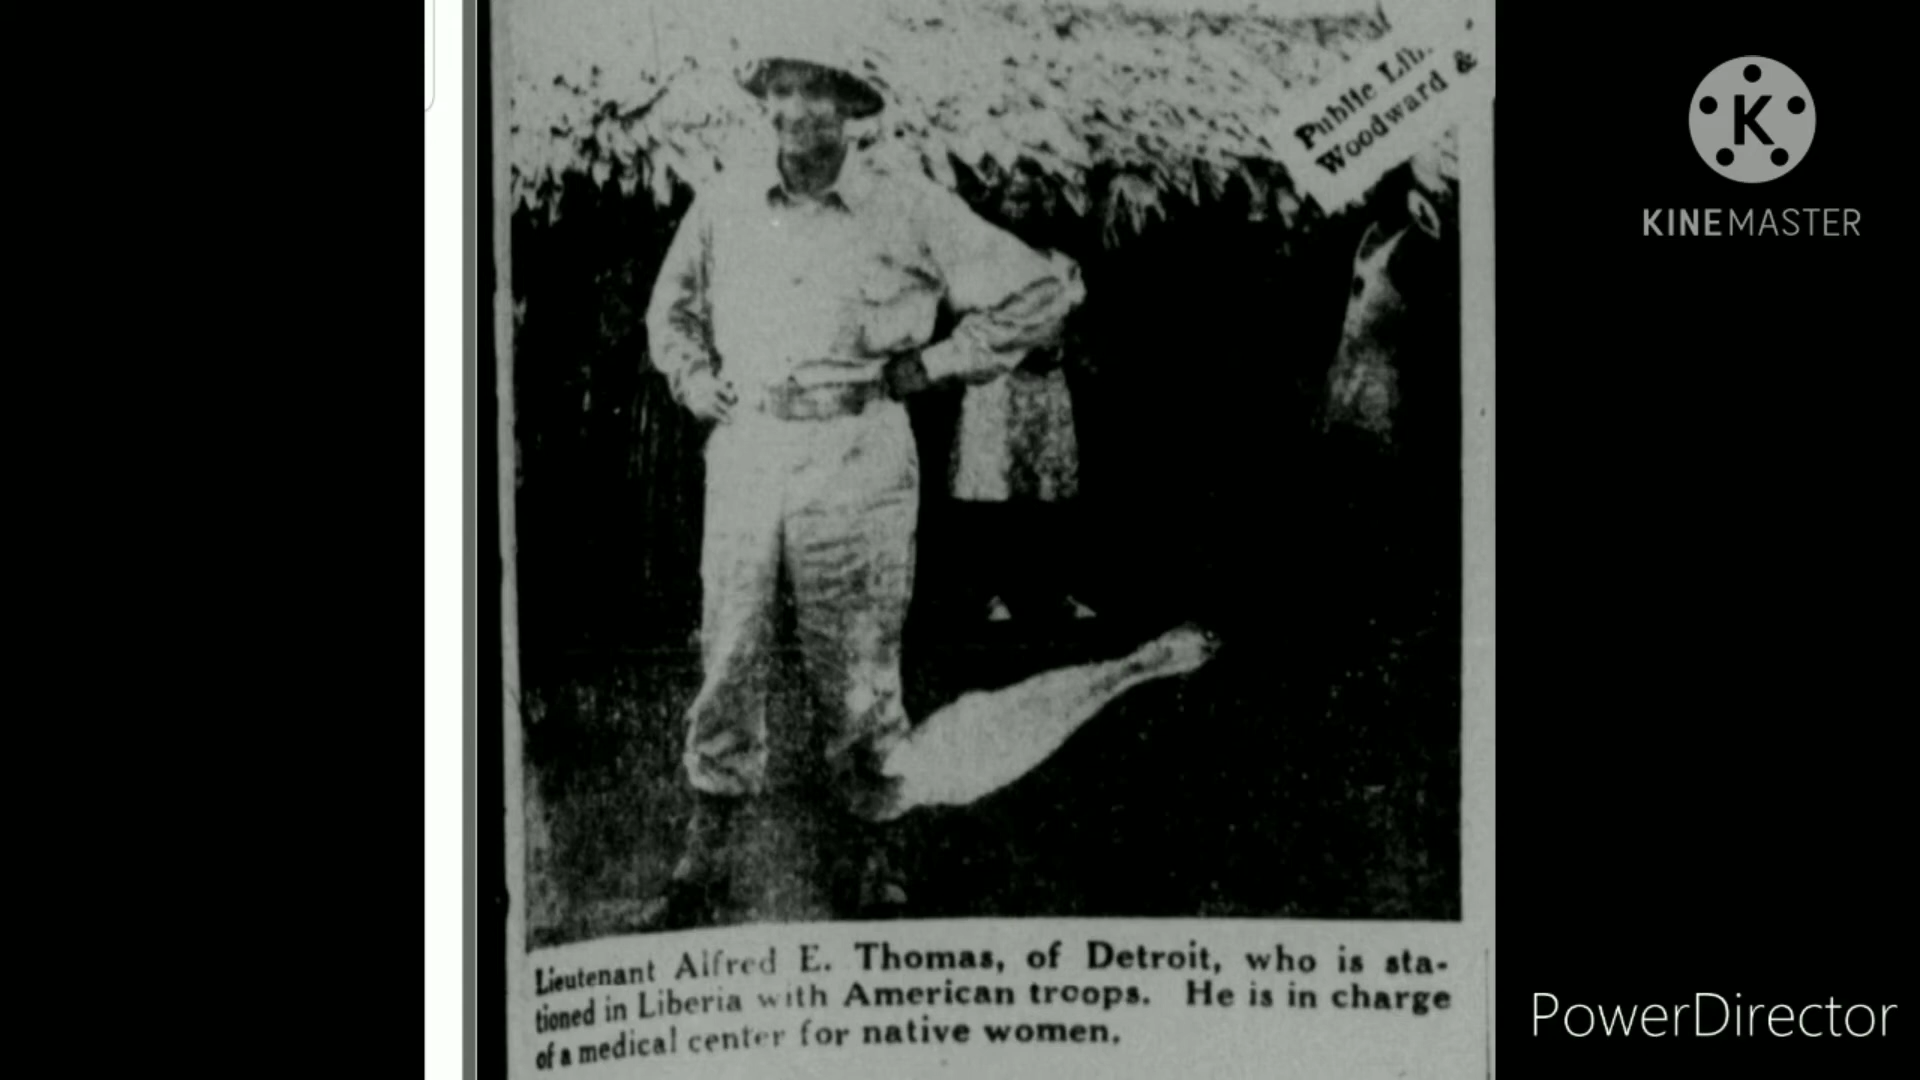 Public Lib.
Woodward &
KINEMASTER
Lieutenant Alfred E. Thomas, of Detroit, who is sta-
tioned in Liberia with American troops. He is in charge
of a medical center for native women.
PowerDirector